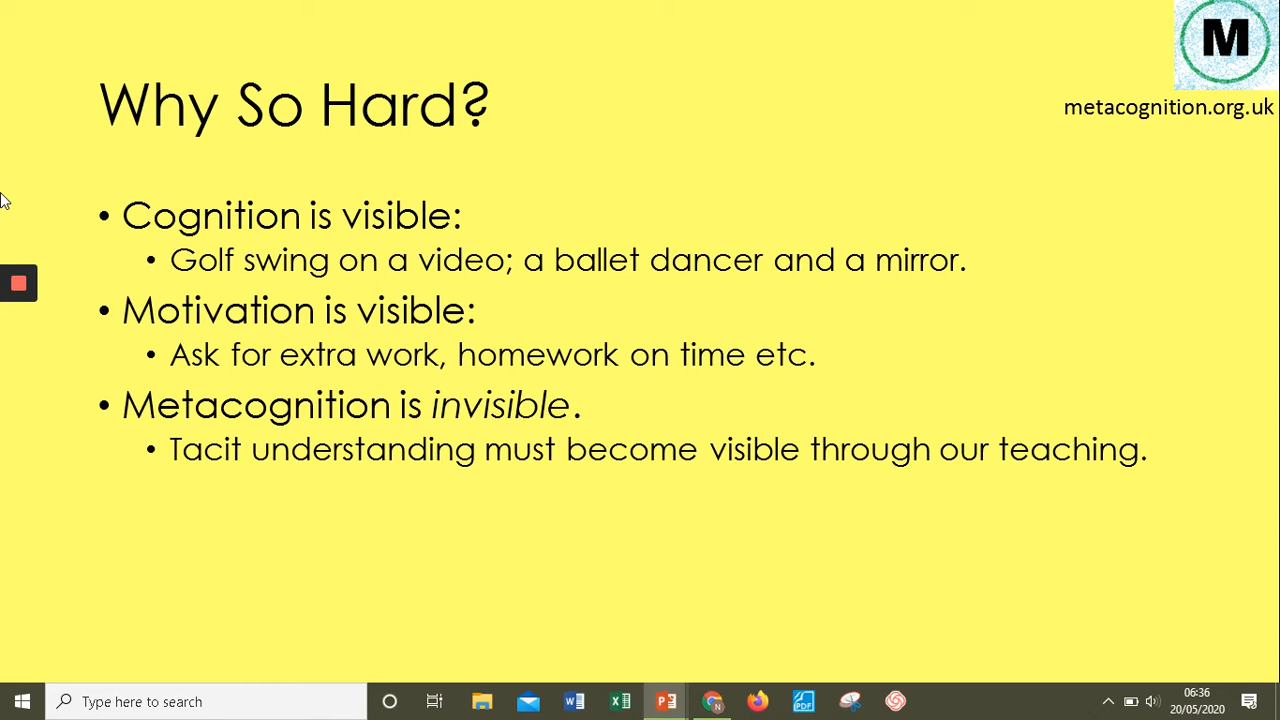 M
metacognition.org.uk
Why So Hard?
• Cognition is visible:
• Golf swing on a video; a ballet dancer and a mirror.
• Motivation is visible:
• Ask for extra work, homework on time etc.
• Metacognition is invisible.
• Tacit understanding must become visible through our teaching.
Type here to search
06:36
20/05/2020